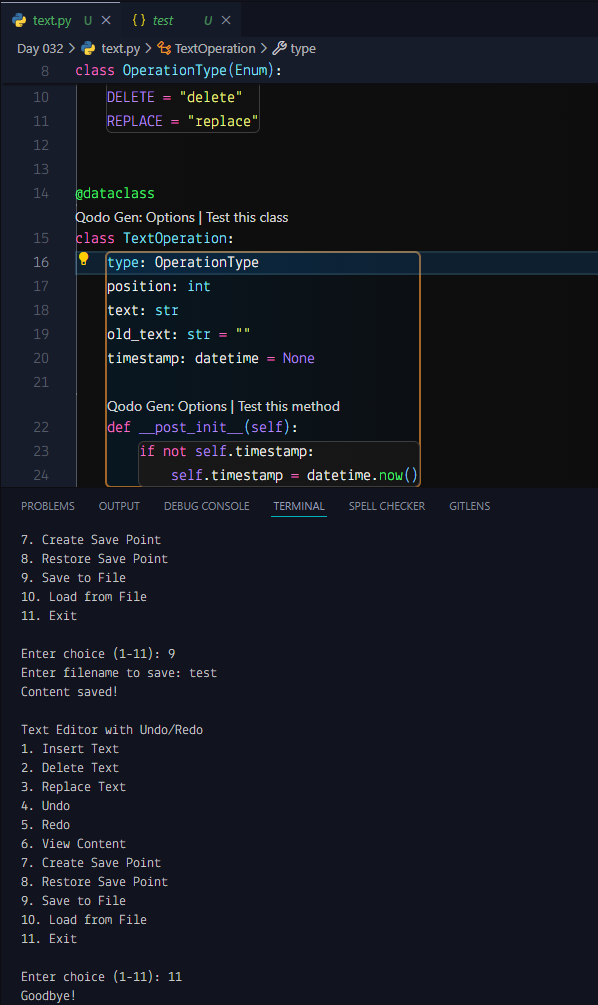 text.py U ×
{} test U ×
Day 032 > text.py > TextOperation > type
8 class OperationType(Enum):
10 DELETE = "delete"
11 REPLACE = "replace"
12
13
14 @dataclass
Qodo Gen: Options | Test this class
15 class TextOperation:
16 type: OperationType
17 position: int
18 text: str
19 old_text: str = ""
20 timestamp: datetime = None
21
Qodo Gen: Options | Test this method
22 def __post_init__(self):
23 if not self.timestamp:
24 self.timestamp = datetime.now()
PROBLEMS OUTPUT DEBUG CONSOLE TERMINAL SPELL CHECKER GITLENS
7. Create Save Point
8. Restore Save Point
9. Save to File
10. Load from File
11. Exit
Enter choice (1-11): 9
Enter filename to save: test
Content saved!
Text Editor with Undo/Redo
1. Insert Text
2. Delete Text
3. Replace Text
4. Undo
5. Redo
6. View Content
7. Create Save Point
8. Restore Save Point
9. Save to File
10. Load from File
11. Exit
Enter choice (1-11): 11
Goodbye!